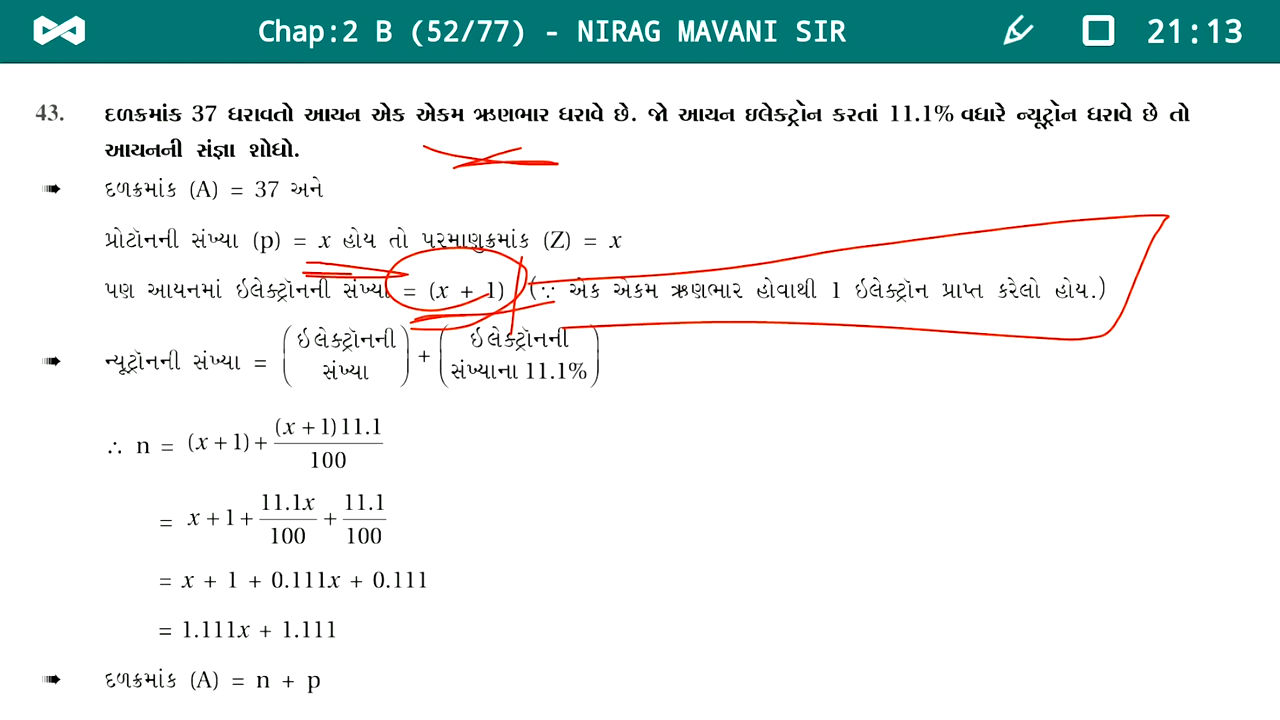 Chap:2 B (52/77) - NIRAG MAVANI SIR 21:13
43. દળક્રમાંક 37 ધરાવતો આયન એક એકમ ઋણભાર ધરાવે છે. જો આયન ઇલેક્ટ્રૉન કરતાં 11.1% વધારે ન્યૂટ્રૉન ધરાવે છે તો
આયનની સંજ્ઞા શોધો.
➠ દળક્રમાંક (A) = 37 અને
પ્રોટૉનની સંખ્યા (p) = x હોય તો પરમાણુક્રમાંક (Z) = x
પણ આયનમાં ઇલેક્ટ્રૉનની સંખ્યા = (x + 1) (∵ એક એકમ ઋણભાર હોવાથી 1 ઇલેક્ટ્રૉન પ્રાપ્ત કરેલો હોય.)
➠ ન્યૂટ્રૉનની સંખ્યા = (ઇલેક્ટ્રૉનની સંખ્યા) + (ઇલેક્ટ્રૉનની સંખ્યાના 11.1%)
∴ n = (x + 1) + (x + 1)11.1 / 100
= x + 1 + 11.1x / 100 + 11.1 / 100
= x + 1 + 0.111x + 0.111
= 1.111x + 1.111
➠ દળક્રમાંક (A) = n + p